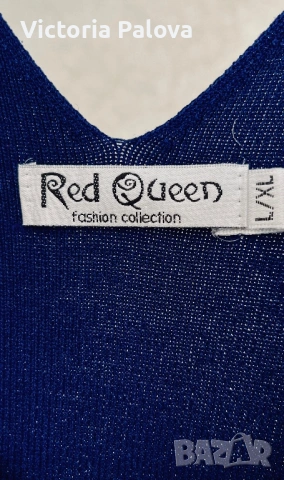 Victoria Palova
Red Queen
fashion collection
L/XL
BAZAR